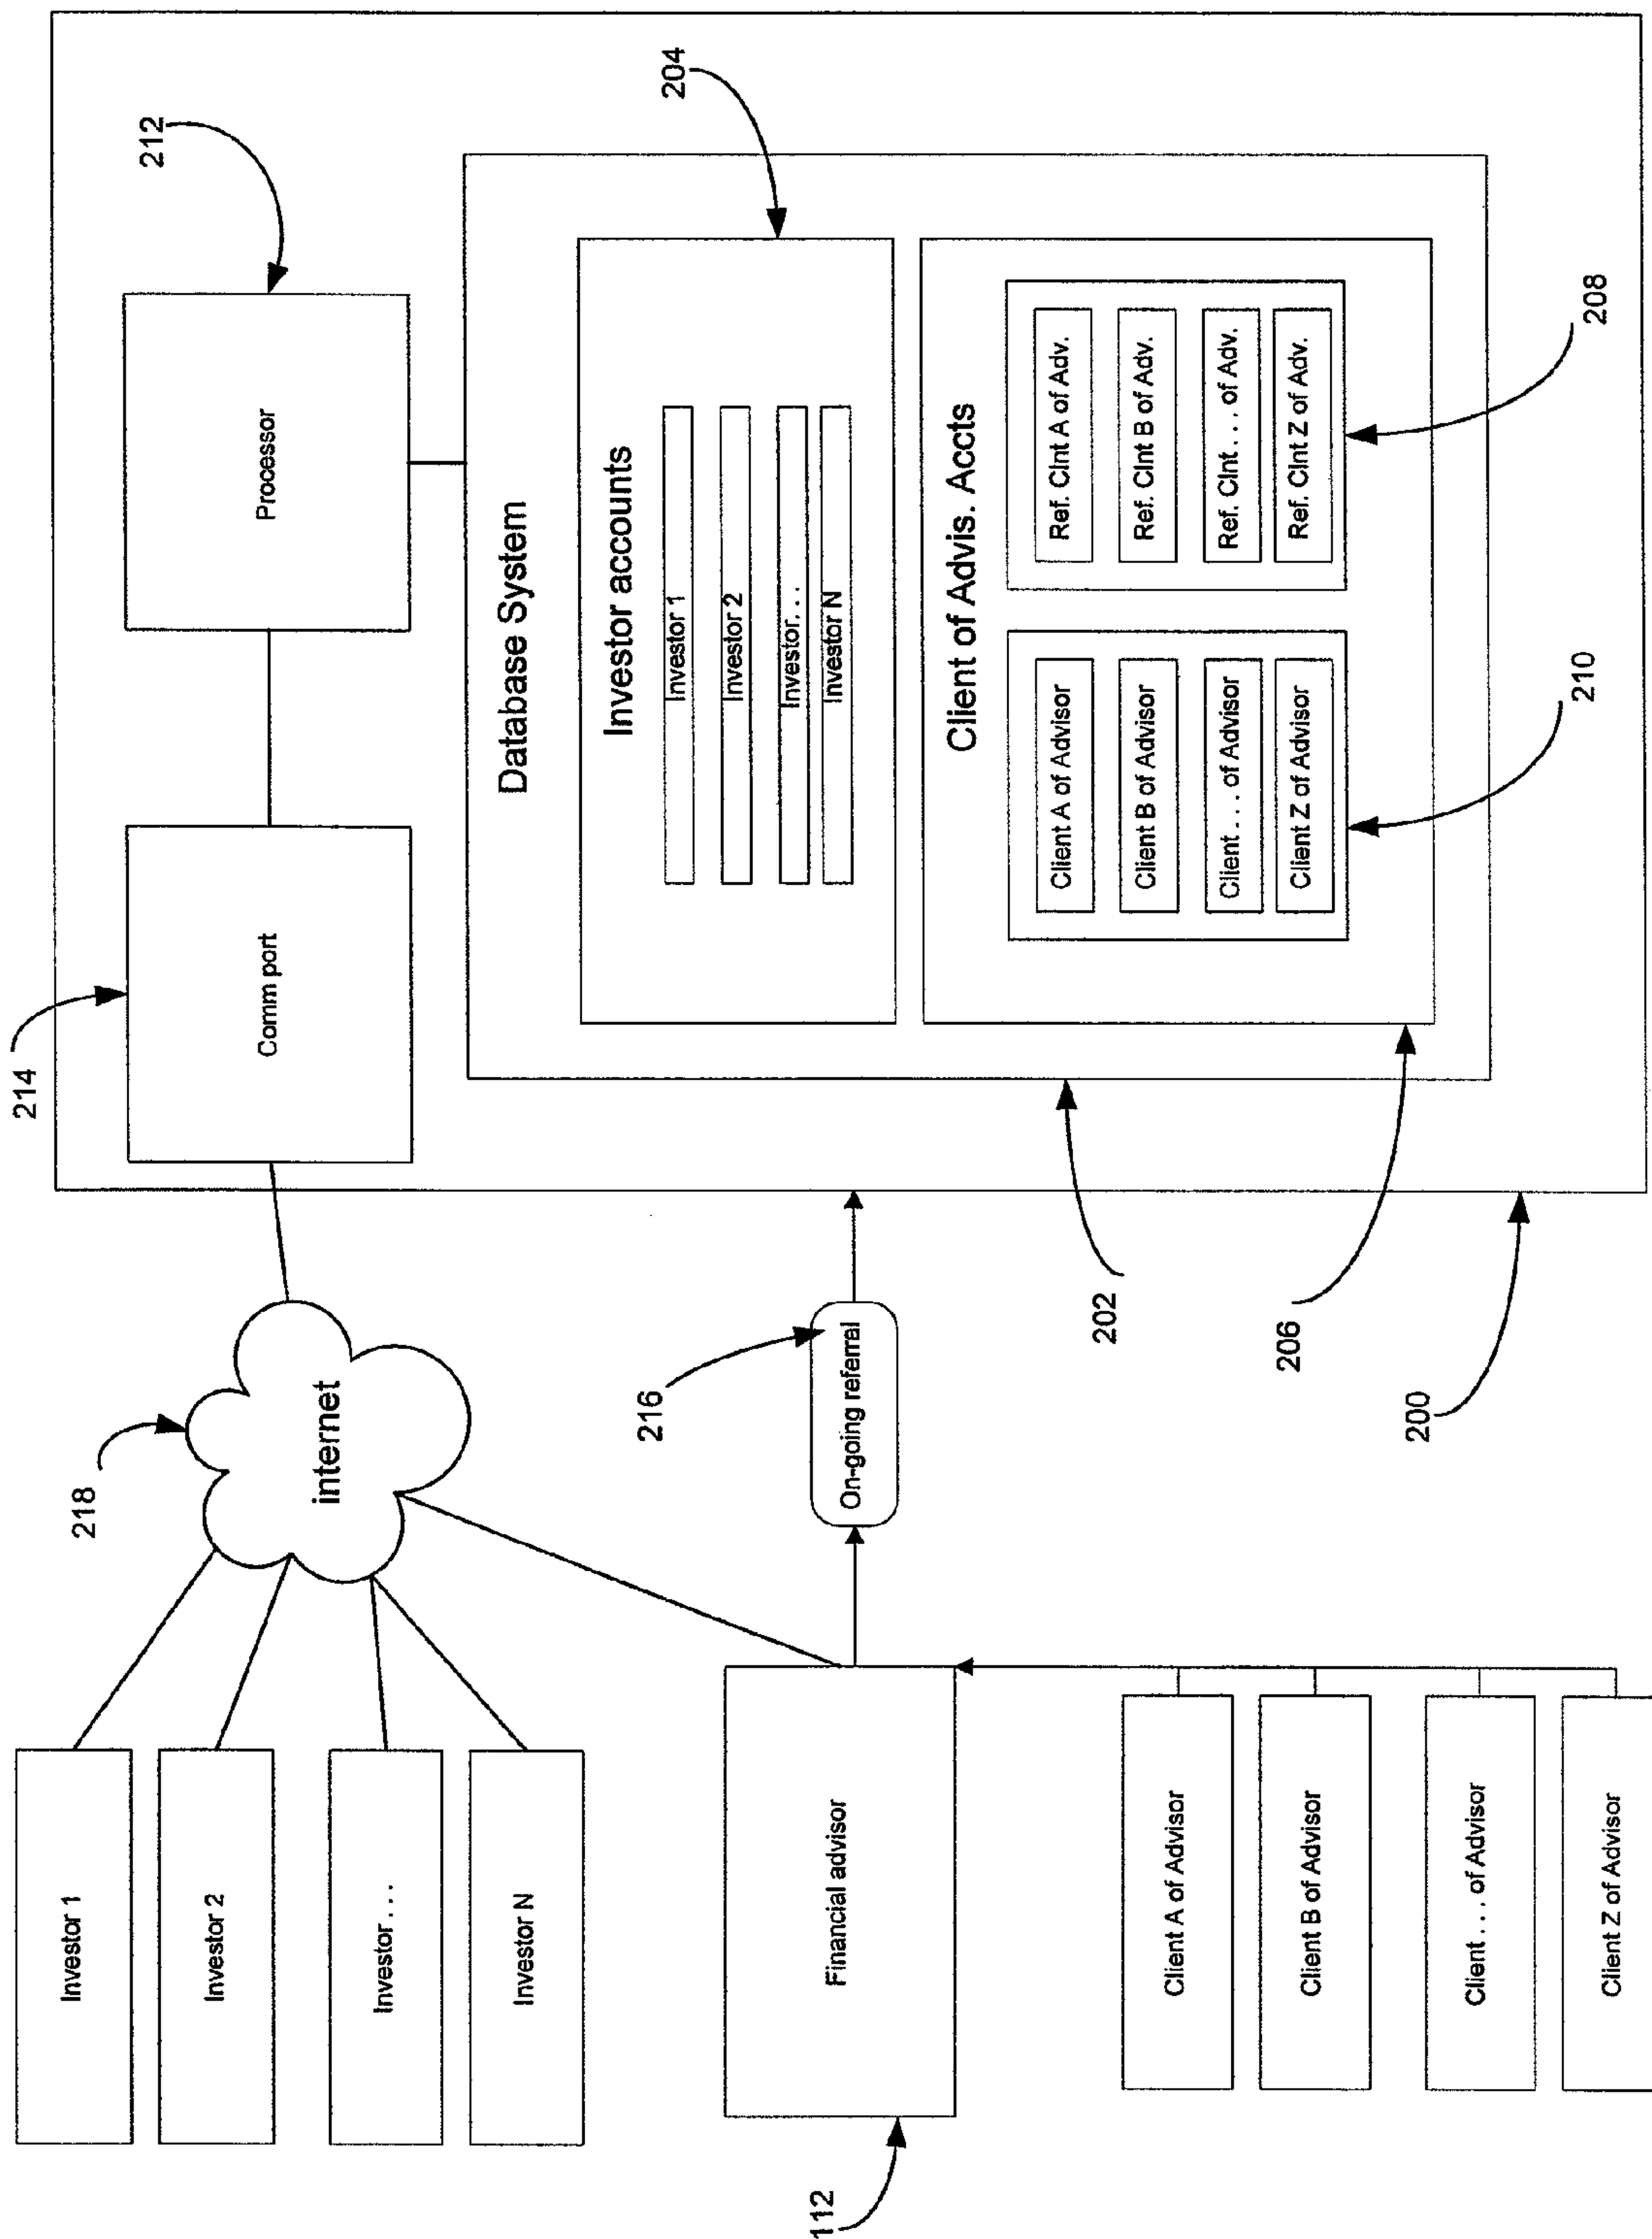 Investor 1
Investor 2
Investor . . .
Investor N
218
internet
214
Comm port
Processor
212
Database System
Investor accounts
Investor 1
Investor 2
Investor. . .
Investor N
204
Client of Advis. Accts
Client A of Advisor
Client B of Advisor
Client . . . of Advisor
Client Z of Advisor
210
Ref. Clnt A of Adv.
Ref. Clnt B of Adv.
Ref. Clnt . . . of Adv.
Ref. Clnt Z of Adv.
208
112
Financial advisor
216
On-going referral
202
206
200
Client A of Advisor
Client B of Advisor
Client . . . . of Advisor
Client Z of Advisor